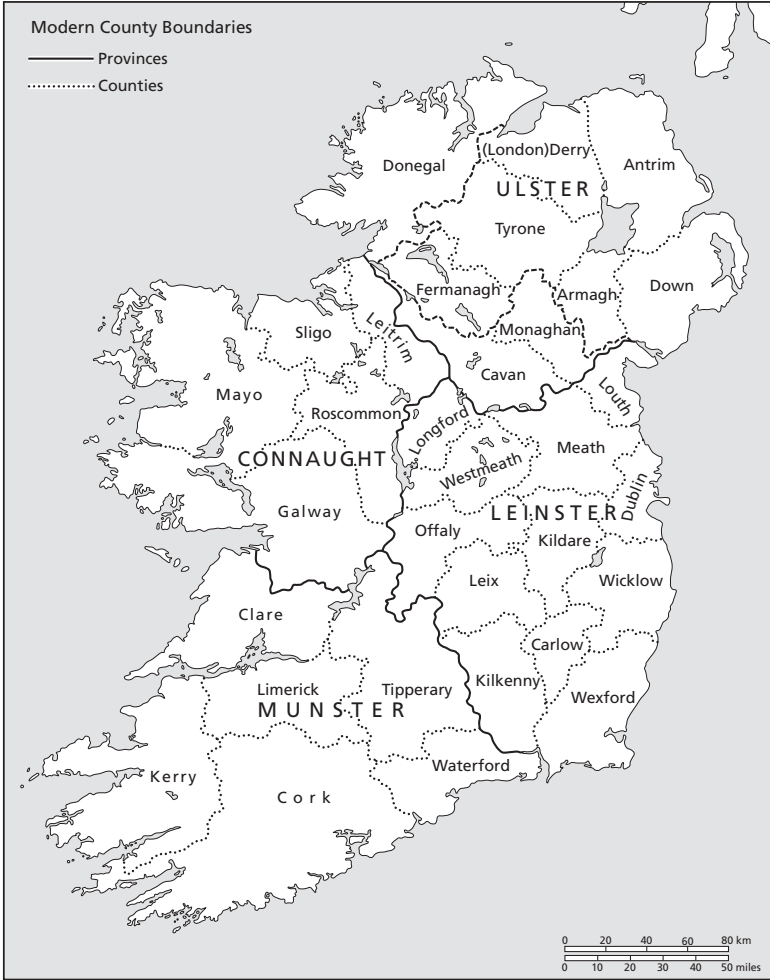 Modern County Boundaries
Provinces
Counties
(London)Derry
Donegal
Antrim
ULSTER
Tyrone
Fermanagh
Armagh
Down
Monaghan
Sligo
Leitrim
Cavan
Mayo
Louth
Roscommon
Longford
Meath
CONNAUGHT
Westmeath
Dublin
Galway
LEINSTER
Offaly
Kildare
Leix
Wicklow
Clare
Carlow
Limerick
Tipperary
Kilkenny
Wexford
MUNSTER
Waterford
Kerry
Cork
0 20 40 60 80 km
0 10 20 30 40 50 miles